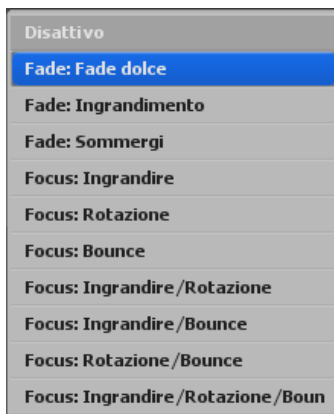 Disattivo
Fade: Fade dolce
Fade: Ingrandimento
Fade: Sommergi
Focus: Ingrandire
Focus: Rotazione
Focus: Bounce
Focus: Ingrandire/Rotazione
Focus: Ingrandire/Bounce
Focus: Rotazione/Bounce
Focus: Ingrandire/Rotazione/Boun